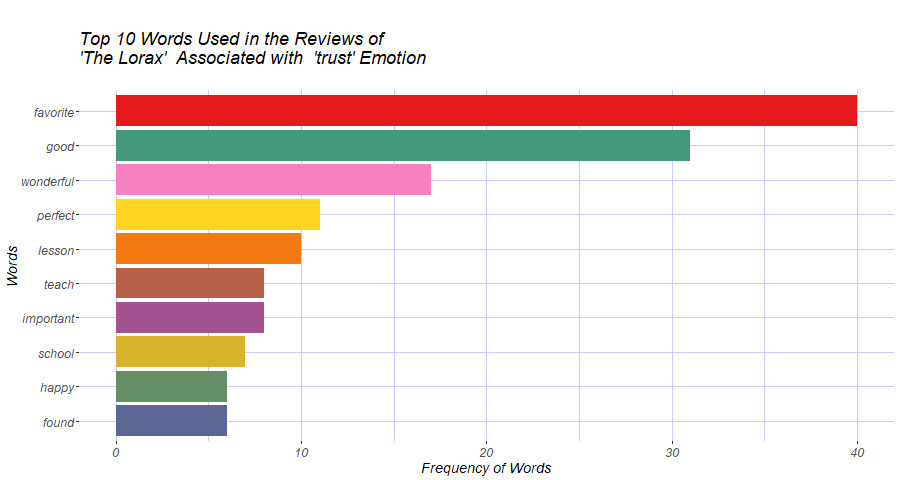 Top 10 Words Used in the Reviews of
'The Lorax'  Associated with  'trust' Emotion
favorite
good
wonderful
perfect
lesson
teach
important
school
happy
found
Words
0 10 20 30 40
Frequency of Words